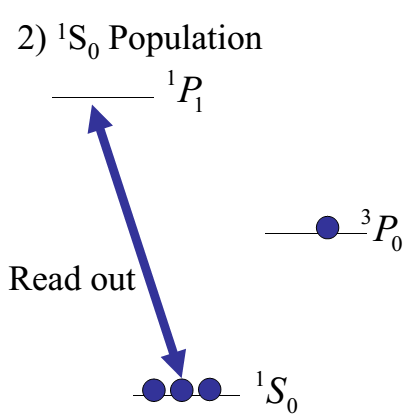 2) ¹S₀ Population
¹P₁
³P₀
Read out
¹S₀